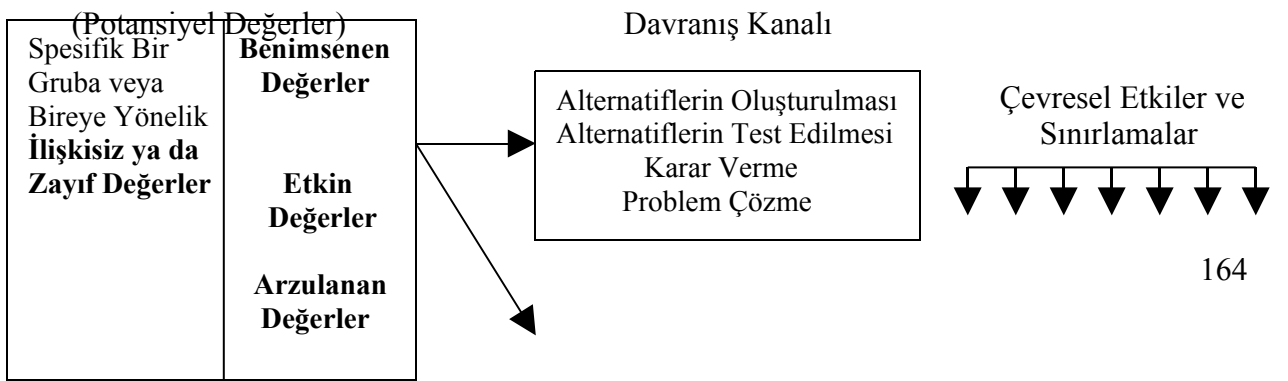 (Potansiyel Değerler)
Spesifik Bir
Gruba veya
Bireye Yönelik
İlişkisiz ya da
Zayıf Değerler
Benimsenen
Değerler
Etkin
Değerler
Arzulanan
Değerler
Davranış Kanalı
Alternatiflerin Oluşturulması
Alternatiflerin Test Edilmesi
Karar Verme
Problem Çözme
Çevresel Etkiler ve
Sınırlamalar
164